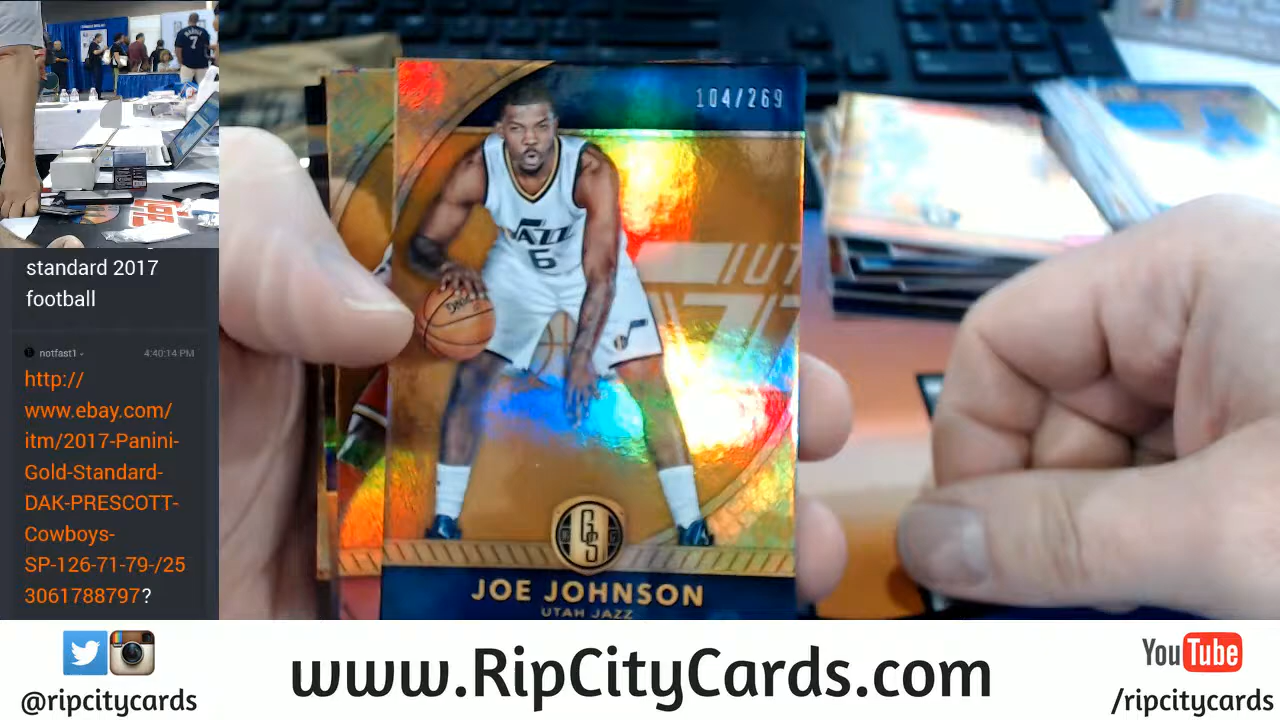 standard 2017
football
notfast1 -
4:40:14 PM
http://
www.ebay.com/
itm/2017-Panini-
Gold-Standard-
DAK-PRESCOTT-
Cowboys-
SP-126-71-79-/25
3061788797?
7
104/269
JAZZ
6
GS
JOE JOHNSON
UTAH JAZZ
@ripcitycards
www.RipCityCards.com
YouTube
/ripcitycards